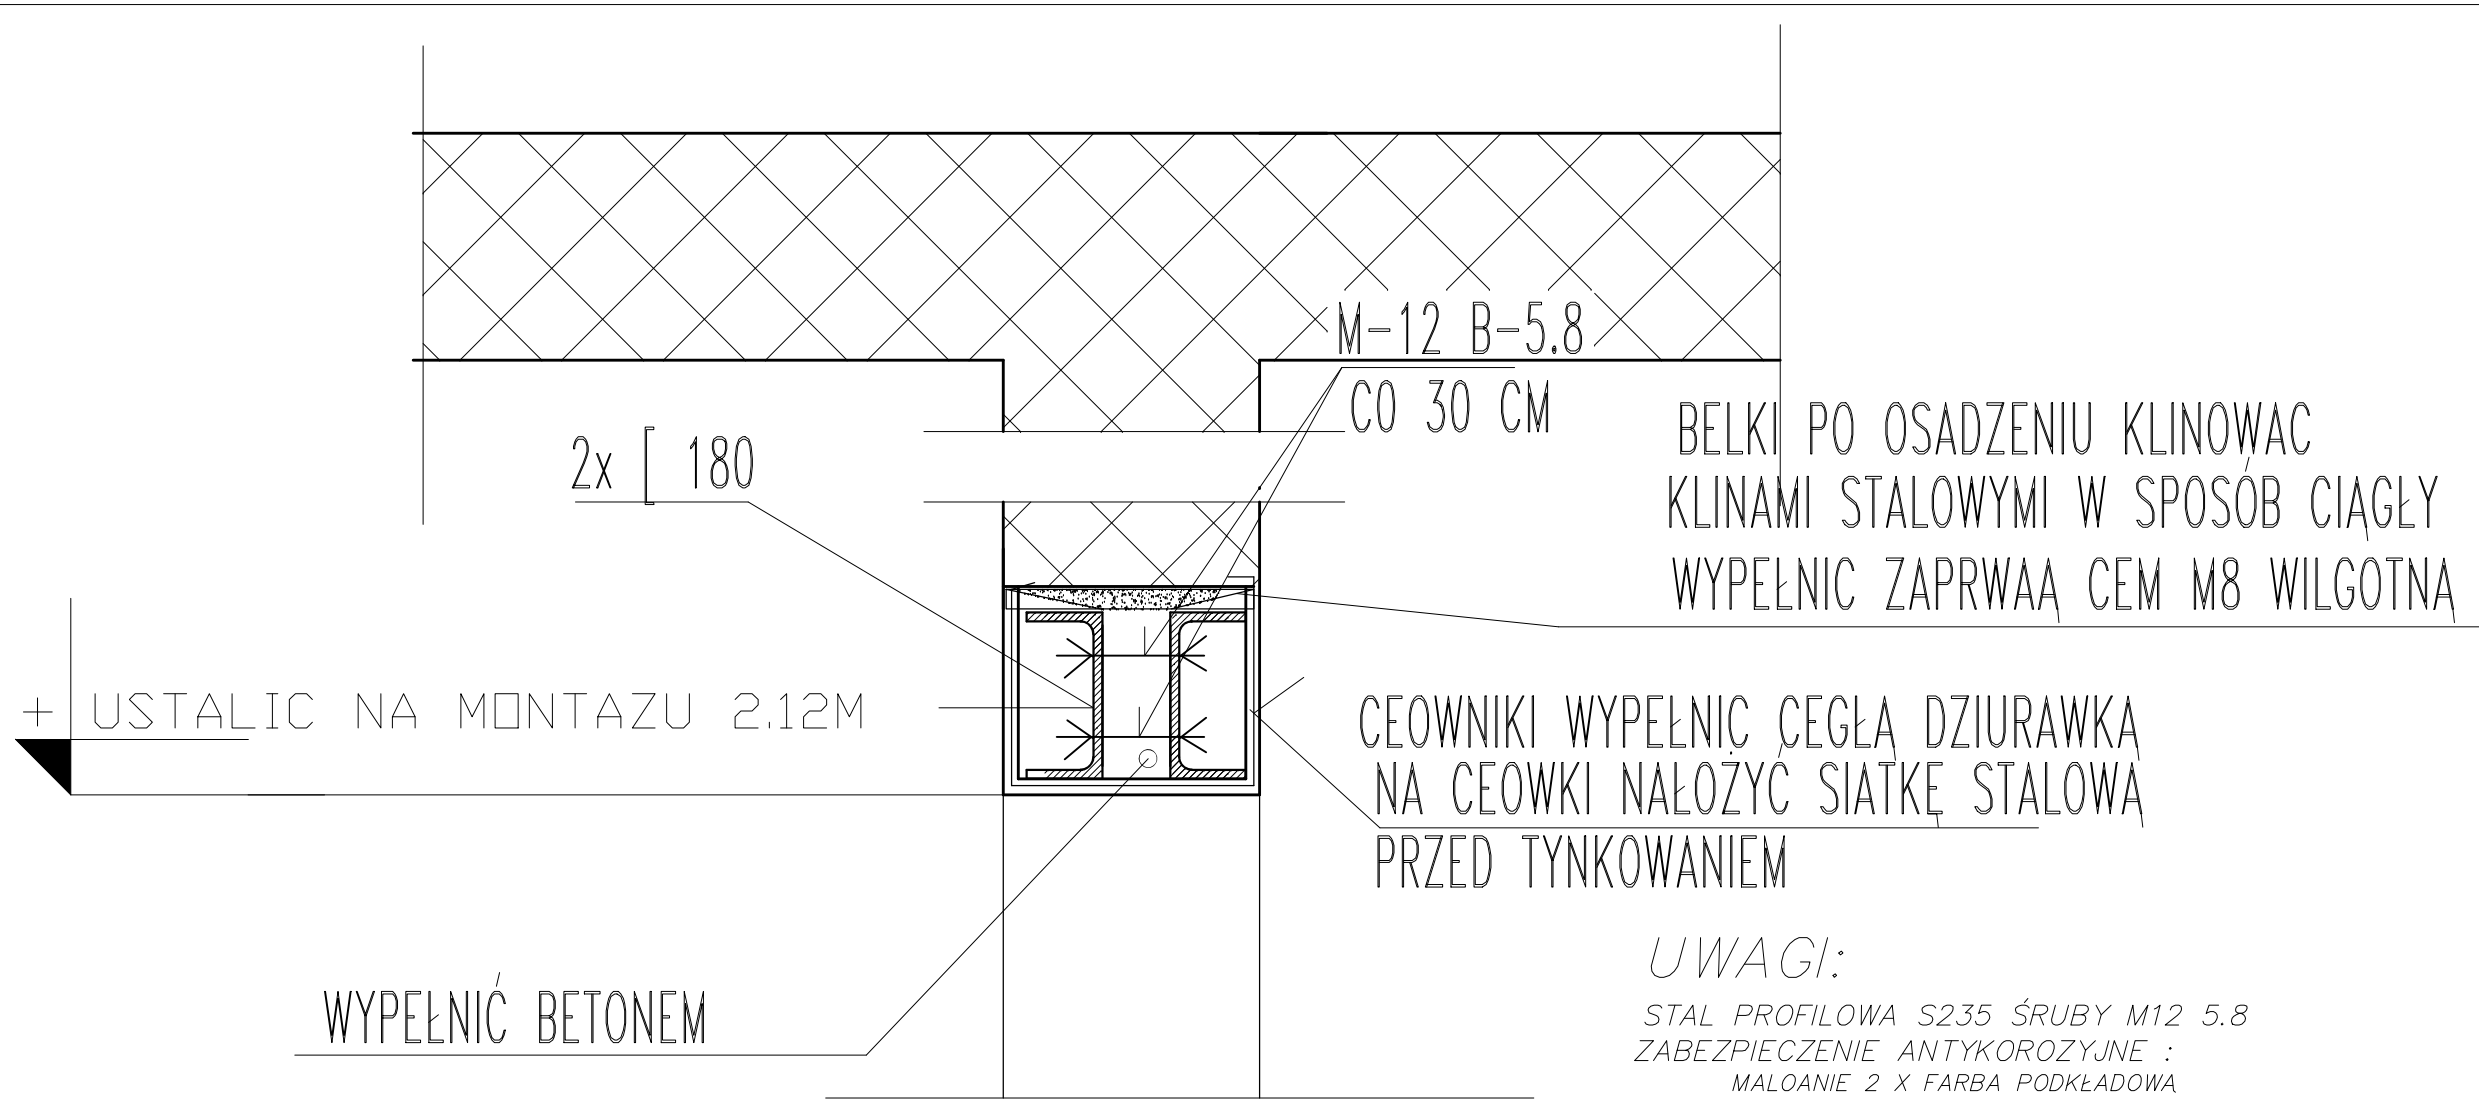 M-12 B-5.8
CO 30 CM
2x [ 180
BELKI PO OSADZENIU KLINOWAC
KLINAMI STALOWYMI W SPOSÓB CIĄGŁY
WYPEŁNIC ZAPRWAĄ CEM M8 WILGOTNĄ
+ USTALIC NA MONTAZU 2.12M
CEOWNIKI WYPEŁNIĆ CEGŁĄ DZIURAWKĄ
NA CEOWKI NAŁOŻYĆ SIATKĘ STALOWĄ
PRZED TYNKOWANIEM
WYPEŁNIĆ BETONEM
UWAGI:
STAL PROFILOWA S235 ŚRUBY M12 5.8
ZABEZPIECZENIE ANTYKOROZYJNE :
MALOANIE 2 X FARBA PODKŁADOWĄ